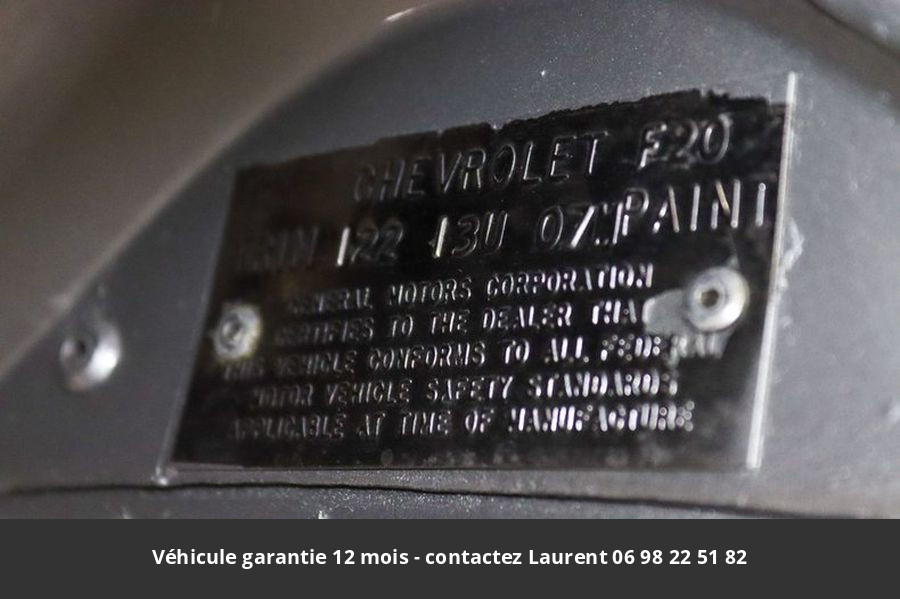 CHEVROLET F20
TRIM 122 13U PAINT
GENERAL MOTORS CORPORATION
CERTIFIES TO THE DEALER THAT
THIS VEHICLE CONFORMS TO ALL FEDERAL
MOTOR VEHICLE SAFETY STANDARDS
APPLICABLE AT TIME OF MANUFACTURE
Véhicule garantie 12 mois - contactez Laurent 06 98 22 51 82